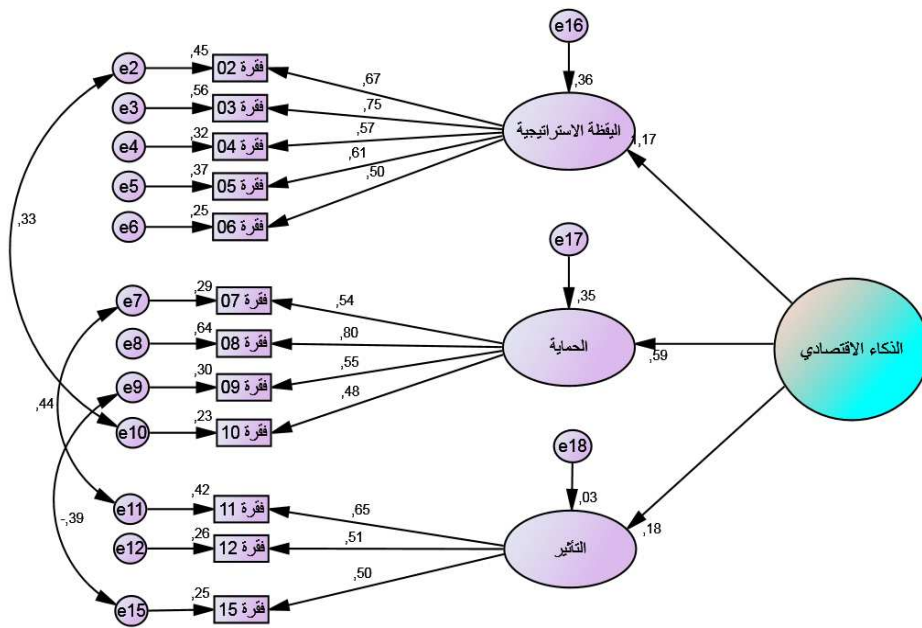 e16
,36
e2
,45
فقرة 02
,67
e3
,56
فقرة 03
,75
e4
,32
فقرة 04
,57
e5
,37
فقرة 05
,61
e6
,25
فقرة 06
,50
اليقظة الاستراتيجية
1,17
,33
e17
,35
e7
,29
فقرة 07
,54
e8
,64
فقرة 08
,80
e9
,30
فقرة 09
,55
e10
,23
فقرة 10
,48
الحماية
,59
الذكاء الاقتصادي
,44
e18
,03
e11
,42
فقرة 11
,65
e12
,26
فقرة 12
,51
e15
,25
فقرة 15
,50
التأثير
,18
-,39